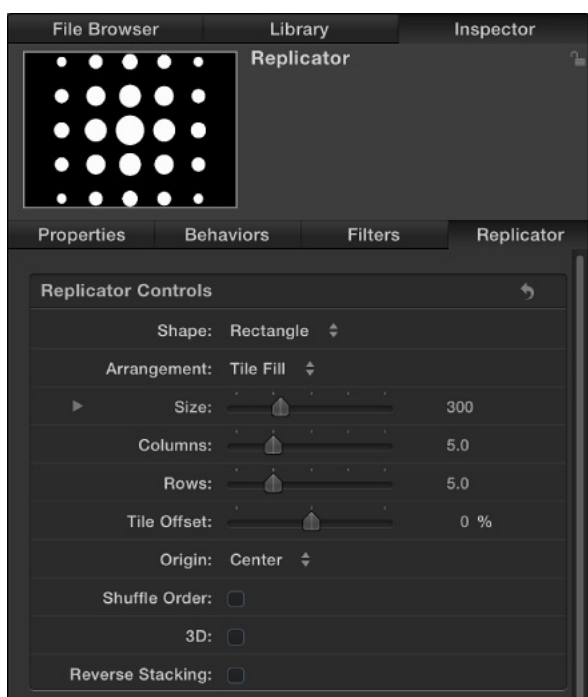 File Browser Library Inspector
Replicator
Properties Behaviors Filters Replicator
Replicator Controls
Shape: Rectangle
Arrangement: Tile Fill
Size: 300
Columns: 5.0
Rows: 5.0
Tile Offset: 0 %
Origin: Center
Shuffle Order:
3D:
Reverse Stacking: